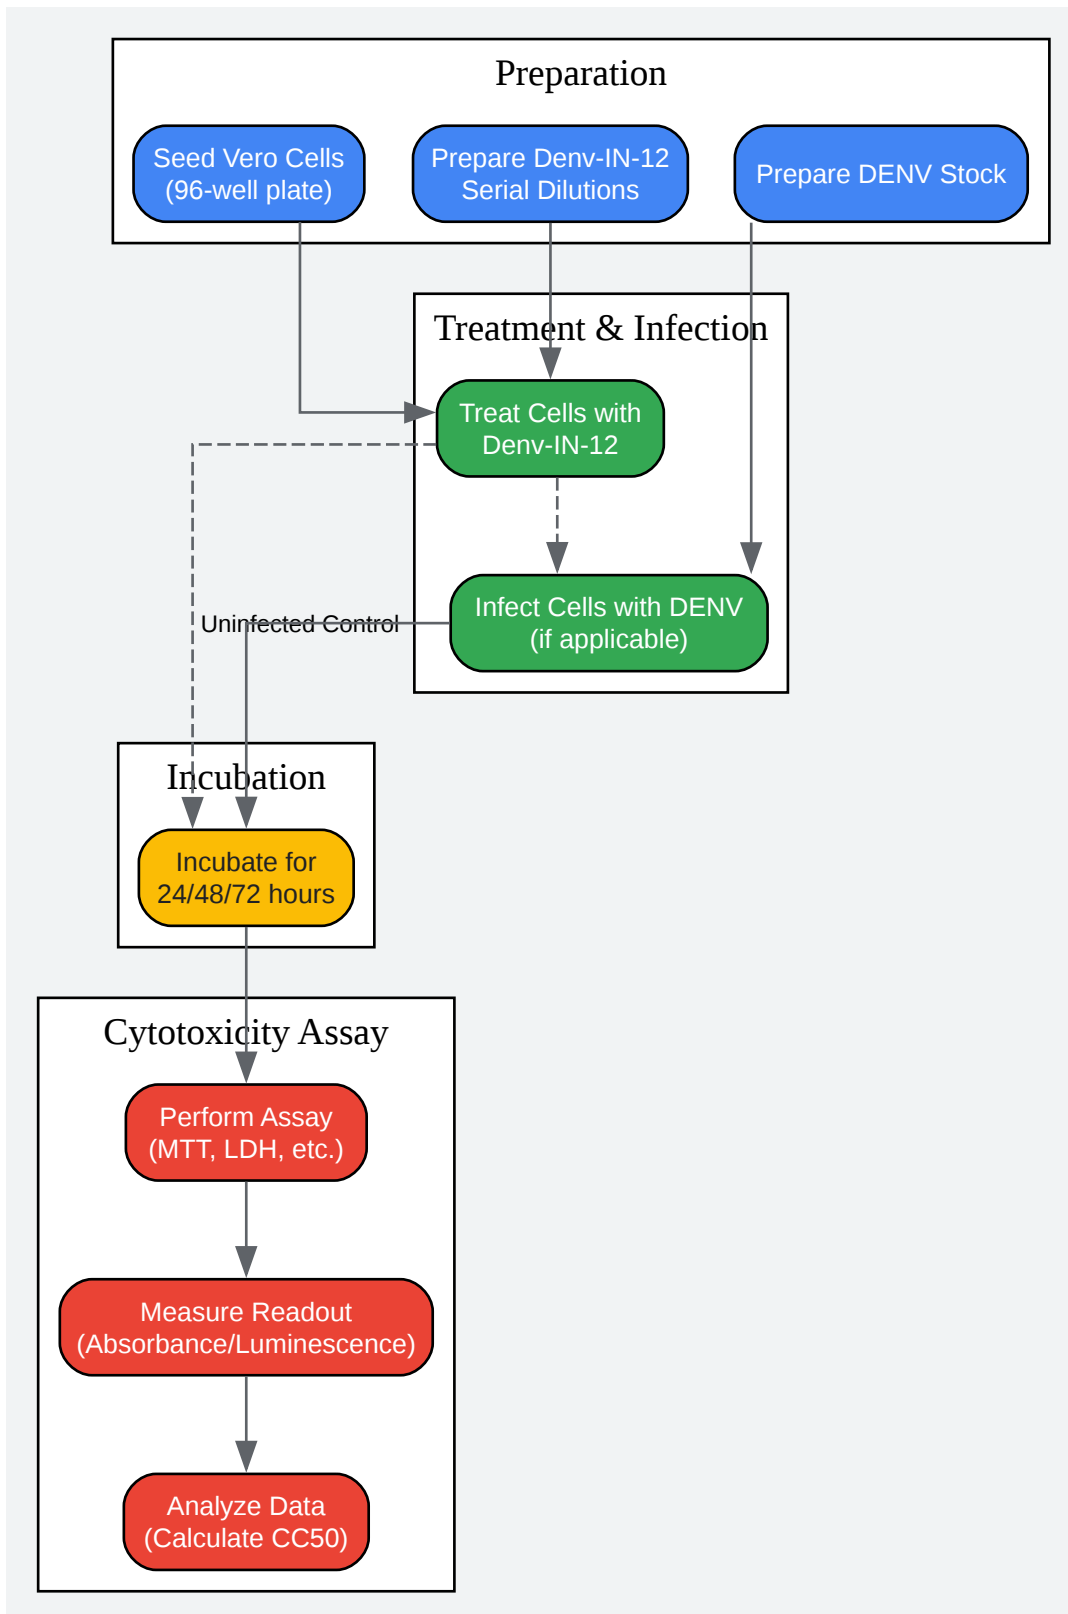 Preparation
Seed Vero Cells
(96-well plate)
Prepare Denv-IN-12
Serial Dilutions
Prepare DENV Stock
Treatment & Infection
Treat Cells with
Denv-IN-12
Infect Cells with DENV
(if applicable)
Uninfected Control
Incubation
Incubate for
24/48/72 hours
Cytotoxicity Assay
Perform Assay
(MTT, LDH, etc.)
Measure Readout
(Absorbance/Luminescence)
Analyze Data
(Calculate CC50)